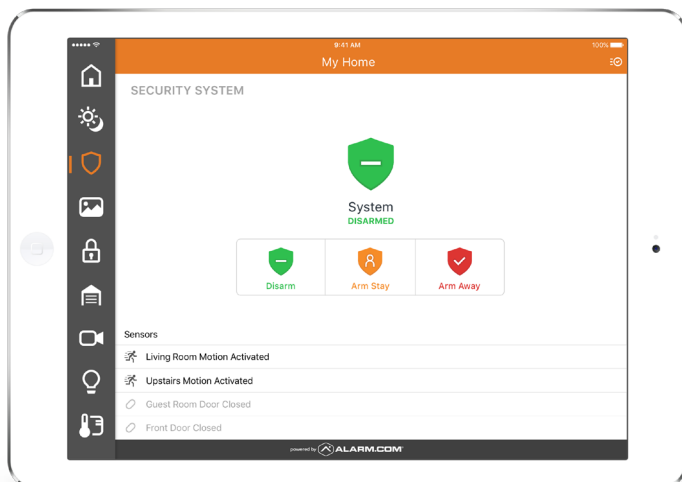 9:41 AM
100%
My Home
SECURITY SYSTEM
System
DISARMED
Disarm
Arm Stay
Arm Away
Sensors
Living Room Motion Activated
Upstairs Motion Activated
Guest Room Door Closed
Front Door Closed
powered by ALARM.COM